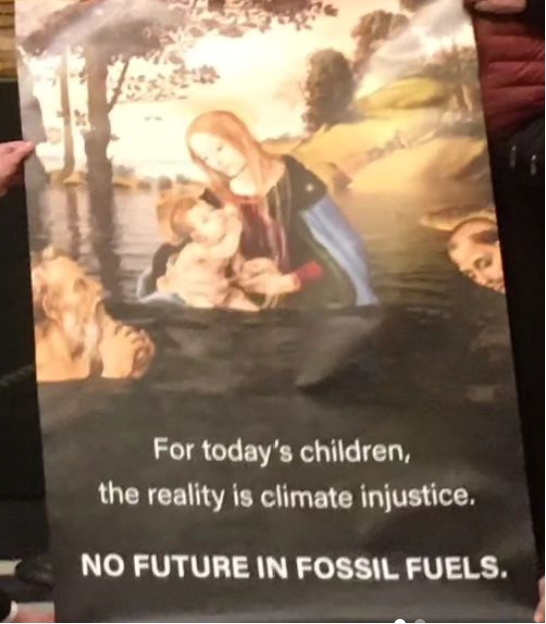 For today's children,
the reality is climate injustice.
NO FUTURE IN FOSSIL FUELS.